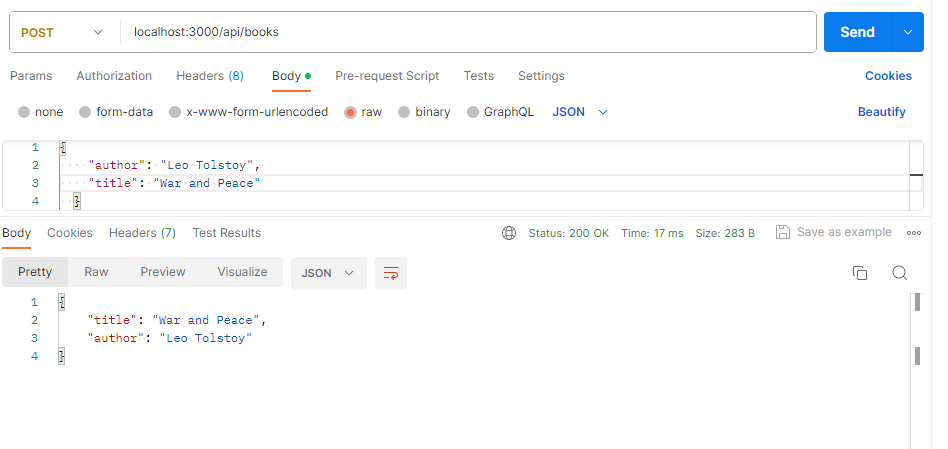 POST localhost:3000/api/books Send
Params Authorization Headers (8) Body Pre-request Script Tests Settings Cookies
none form-data x-www-form-urlencoded raw binary GraphQL JSON Beautify
1 {
2 "author": "Leo Tolstoy",
3 "title": "War and Peace"
4 }
Body Cookies Headers (7) Test Results Status: 200 OK Time: 17 ms Size: 283 B Save as example
Pretty Raw Preview Visualize JSON
1 {
2 "title": "War and Peace",
3 "author": "Leo Tolstoy"
4 }